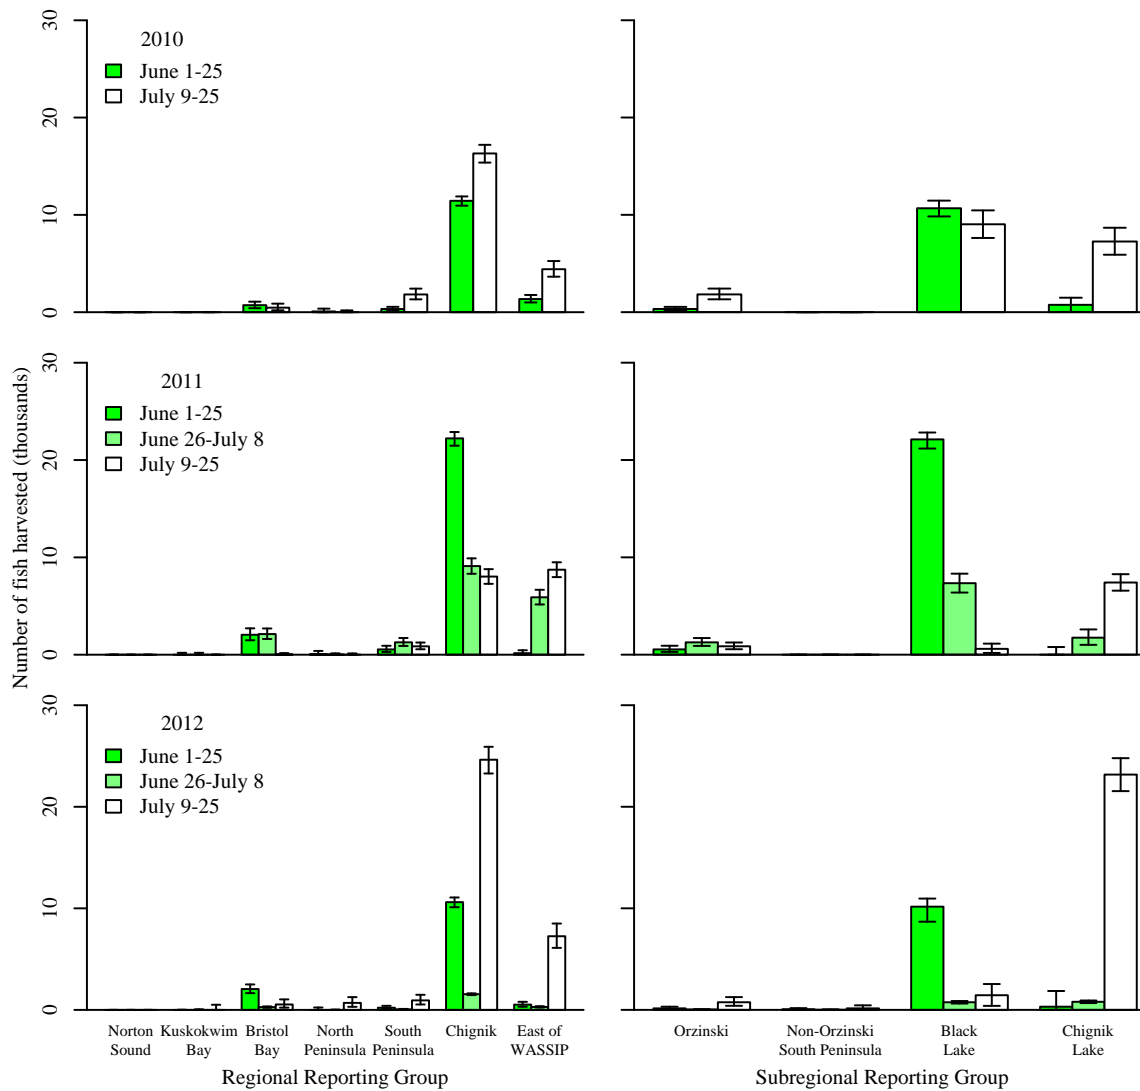 Number of fish harvested (thousands)
30
20
10
0
2010
June 1-25
July 9-25
30
20
10
0
2011
June 1-25
June 26-July 8
July 9-25
30
20
10
0
2012
June 1-25
June 26-July 8
July 9-25
Norton Kuskokwim Bristol North South Chignik East of
Sound Bay Bay Peninsula Peninsula WASSIP
Orzinski Non-Orzinski Black Chignik
South Peninsula Lake Lake
Regional Reporting Group
Subregional Reporting Group